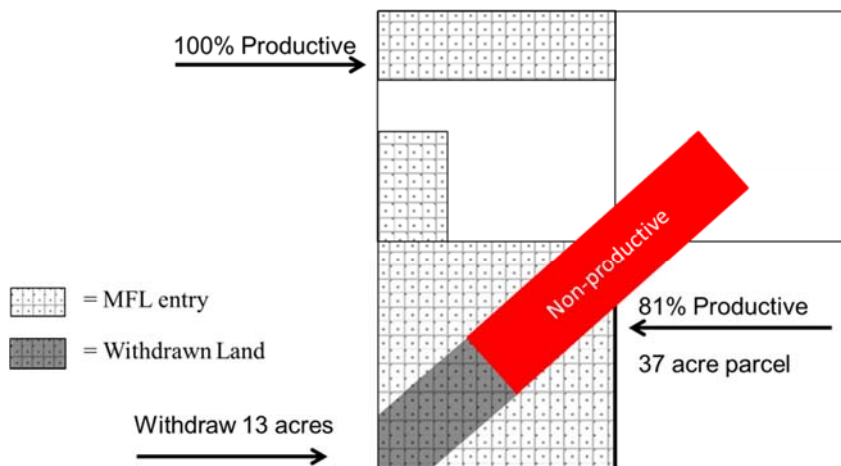 100% Productive
Non-productive
= MFL entry
= Withdrawn Land
81% Productive
37 acre parcel
Withdraw 13 acres